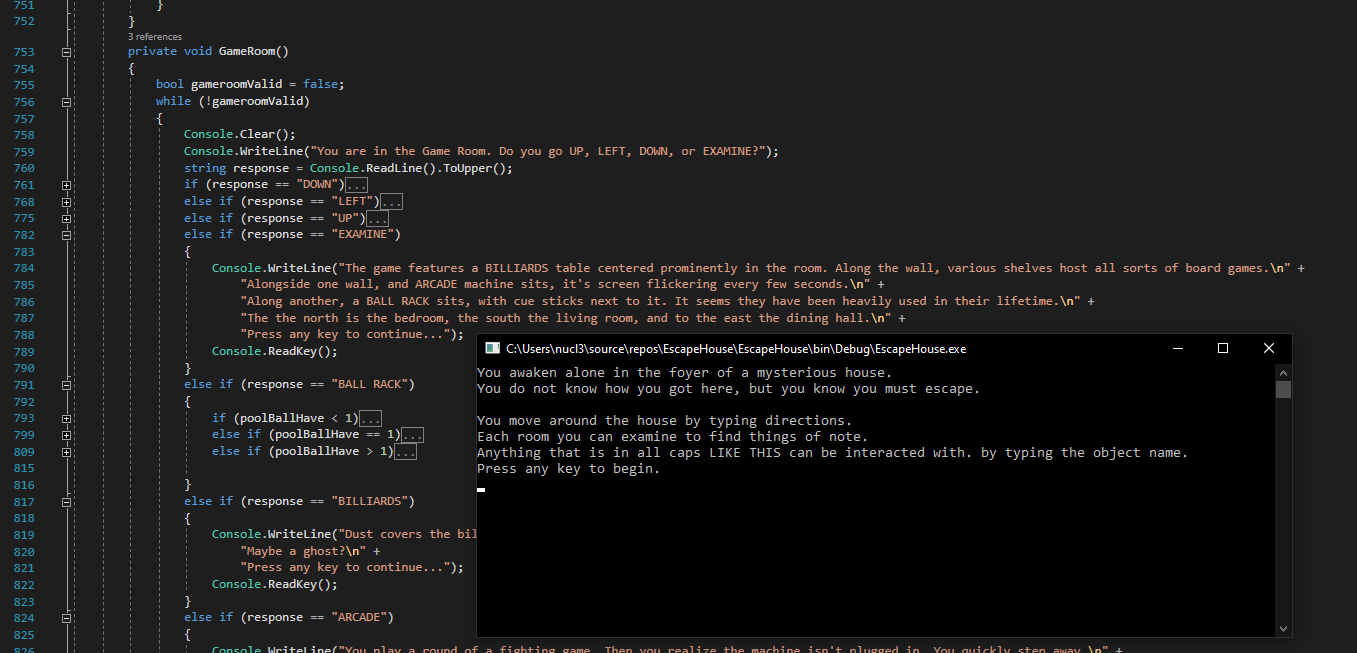 751 }
752 }
3 references
753 private void GameRoom()
754 {
755 bool gameroomValid = false;
756 while (!gameroomValid)
757 {
758 Console.Clear();
759 Console.WriteLine("You are in the Game Room. Do you go UP, LEFT, DOWN, or EXAMINE?");
760 string response = Console.ReadLine().ToUpper();
761 if (response == "DOWN")...
768 else if (response == "LEFT")...
775 else if (response == "UP")...
782 else if (response == "EXAMINE")
783 {
784 Console.WriteLine("The game features a BILLIARDS table centered prominently in the room. Along the wall, various shelves host all sorts of board games.\n" +
785 "Alongside one wall, and ARCADE machine sits, it's screen flickering every few seconds.\n" +
786 "Along another, a BALL RACK sits, with cue sticks next to it. It seems they have been heavily used in their lifetime.\n" +
787 "The the north is the bedroom, the south the living room, and to the east the dining hall.\n" +
788 "Press any key to continue...");
789 Console.ReadKey();
790 }
791 else if (response == "BALL RACK")
792 {
793 if (poolBallHave < 1)...
799 else if (poolBallHave == 1)...
809 else if (poolBallHave > 1)...
815
816 }
817 else if (response == "BILLIARDS")
818 {
819 Console.WriteLine("Dust covers the bil
820 "Maybe a ghost?\n" +
821 "Press any key to continue...");
822 Console.ReadKey();
823 }
824 else if (response == "ARCADE")
825 {
826 Console.WriteLine("You play a round of a fighting game. Then you realize the machine isn't plugged in. You quickly step away.\n" +
C:\Users\nucl3\source\repos\EscapeHouse\EscapeHouse\bin\Debug\EscapeHouse.exe
You awaken alone in the foyer of a mysterious house.
You do not know how you got here, but you know you must escape.
You move around the house by typing directions.
Each room you can examine to find things of note.
Anything that is in all caps LIKE THIS can be interacted with. by typing the object name.
Press any key to begin.